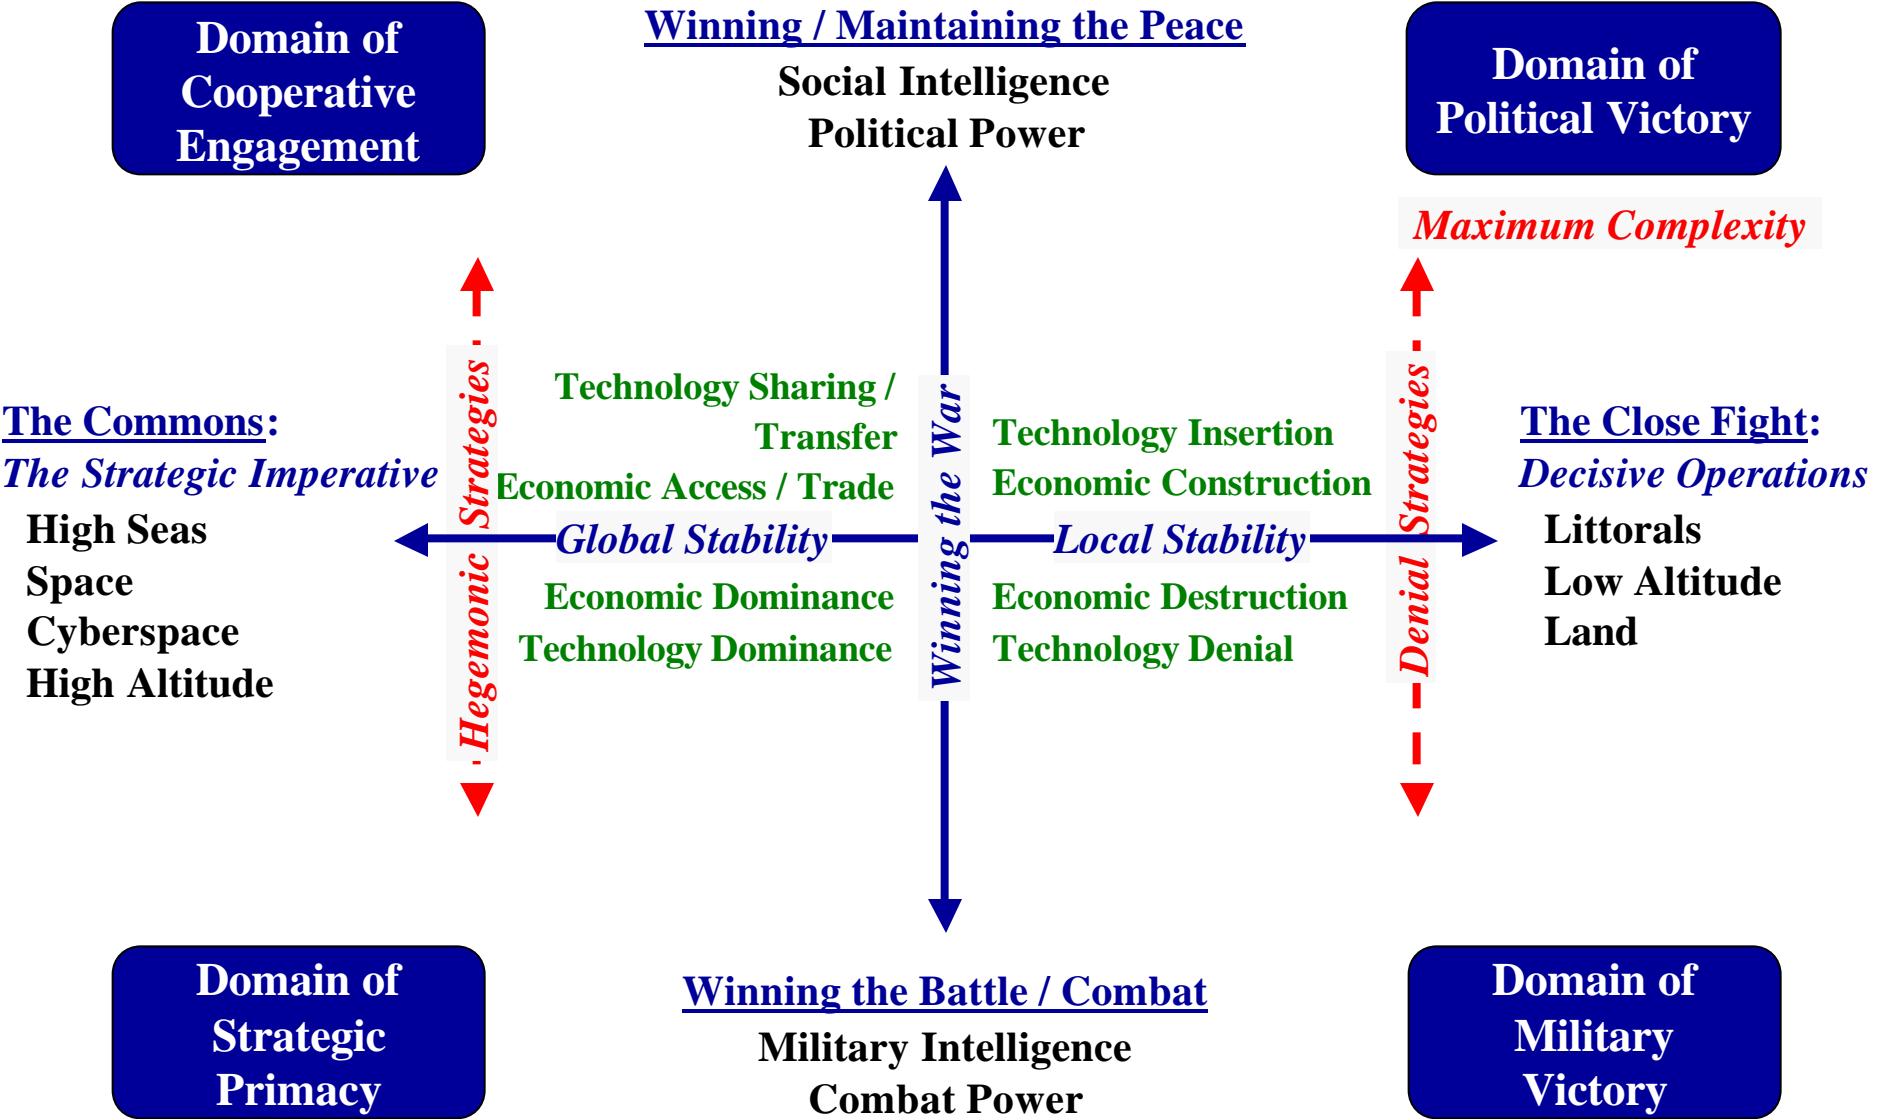 Domain of
Cooperative
Engagement
Winning / Maintaining the Peace
Social Intelligence
Political Power
Domain of
Political Victory
Maximum Complexity
The Commons:
The Strategic Imperative
High Seas
Space
Cyberspace
High Altitude
Hegemonic Strategies
Technology Sharing /
Transfer
Economic Access / Trade
Global Stability
Economic Dominance
Technology Dominance
Winning the War
Technology Insertion
Economic Construction
Local Stability
Economic Destruction
Technology Denial
Denial Strategies
The Close Fight:
Decisive Operations
Littorals
Low Altitude
Land
Domain of
Strategic
Primacy
Winning the Battle / Combat
Military Intelligence
Combat Power
Domain of
Military
Victory